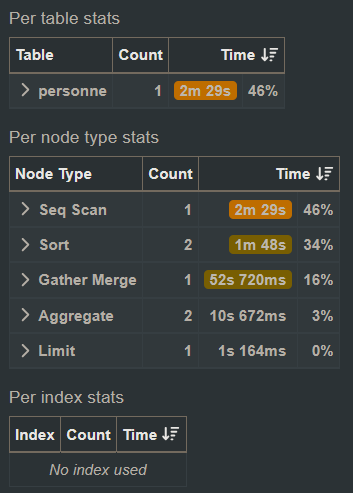 Per table stats
Table Count Time
personne 1 2m 29s 46%
Per node type stats
Node Type Count Time
Seq Scan 1 2m 29s 46%
Sort 2 1m 48s 34%
Gather Merge 1 52s 720ms 16%
Aggregate 2 10s 672ms 3%
Limit 1 1s 164ms 0%
Per index stats
Index Count Time
No index used